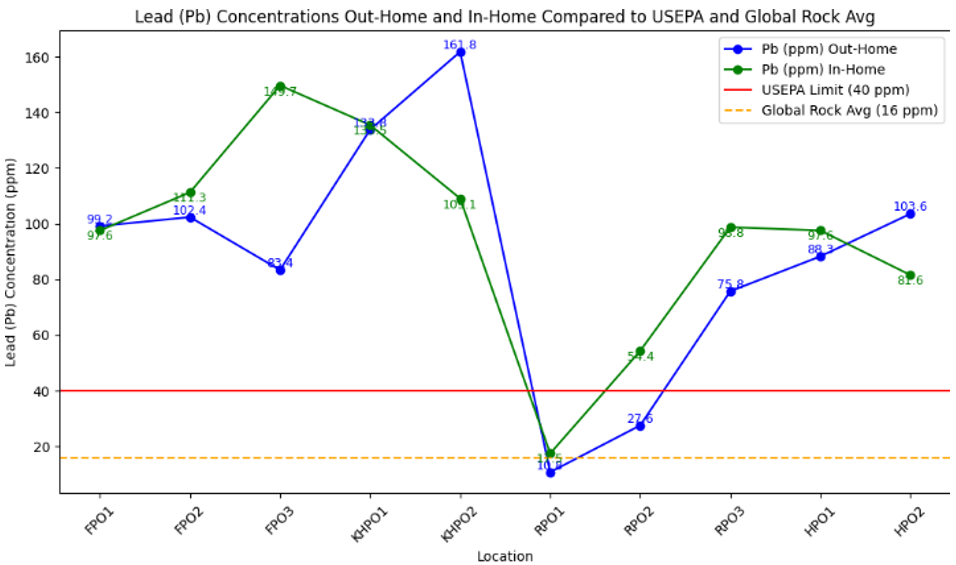 Lead (Pb) Concentrations Out-Home and In-Home Compared to USEPA and Global Rock Avg
Pb (ppm) Out-Home
Pb (ppm) In-Home
USEPA Limit (40 ppm)
Global Rock Avg (16 ppm)
Lead (Pb) Concentration (ppm)
160
140
120
100
80
60
40
20
99.2
97.6
111.3
102.4
149.7
83.4
133.8
161.8
109.1
27.6
54.4
75.8
98.8
97.6
88.3
103.6
81.6
FPO1
FPO2
FPO3
KHPO1
KHPO2
RPO1
RPO2
RPO3
HPO1
HPO2
Location